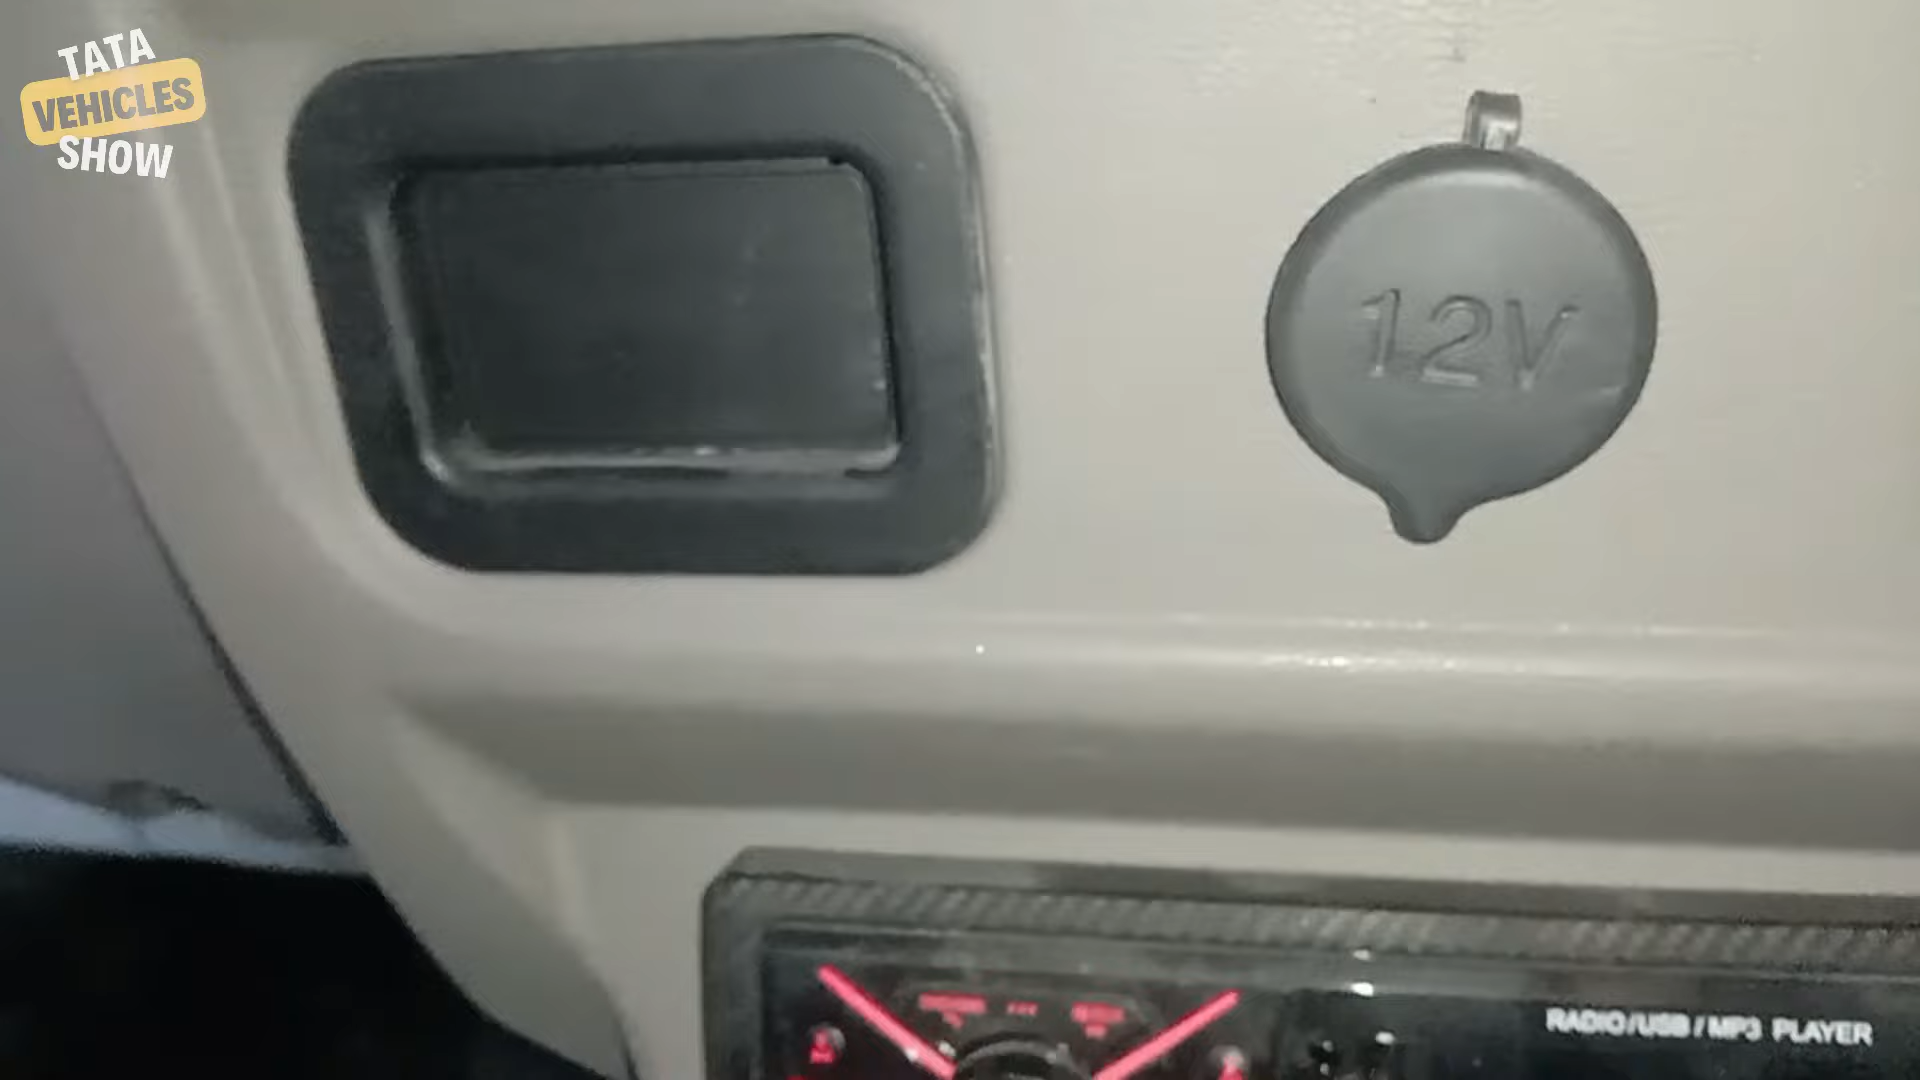 TATA
VEHICLES
SHOW
12V
RADIO/USB/MP3 PLAYER